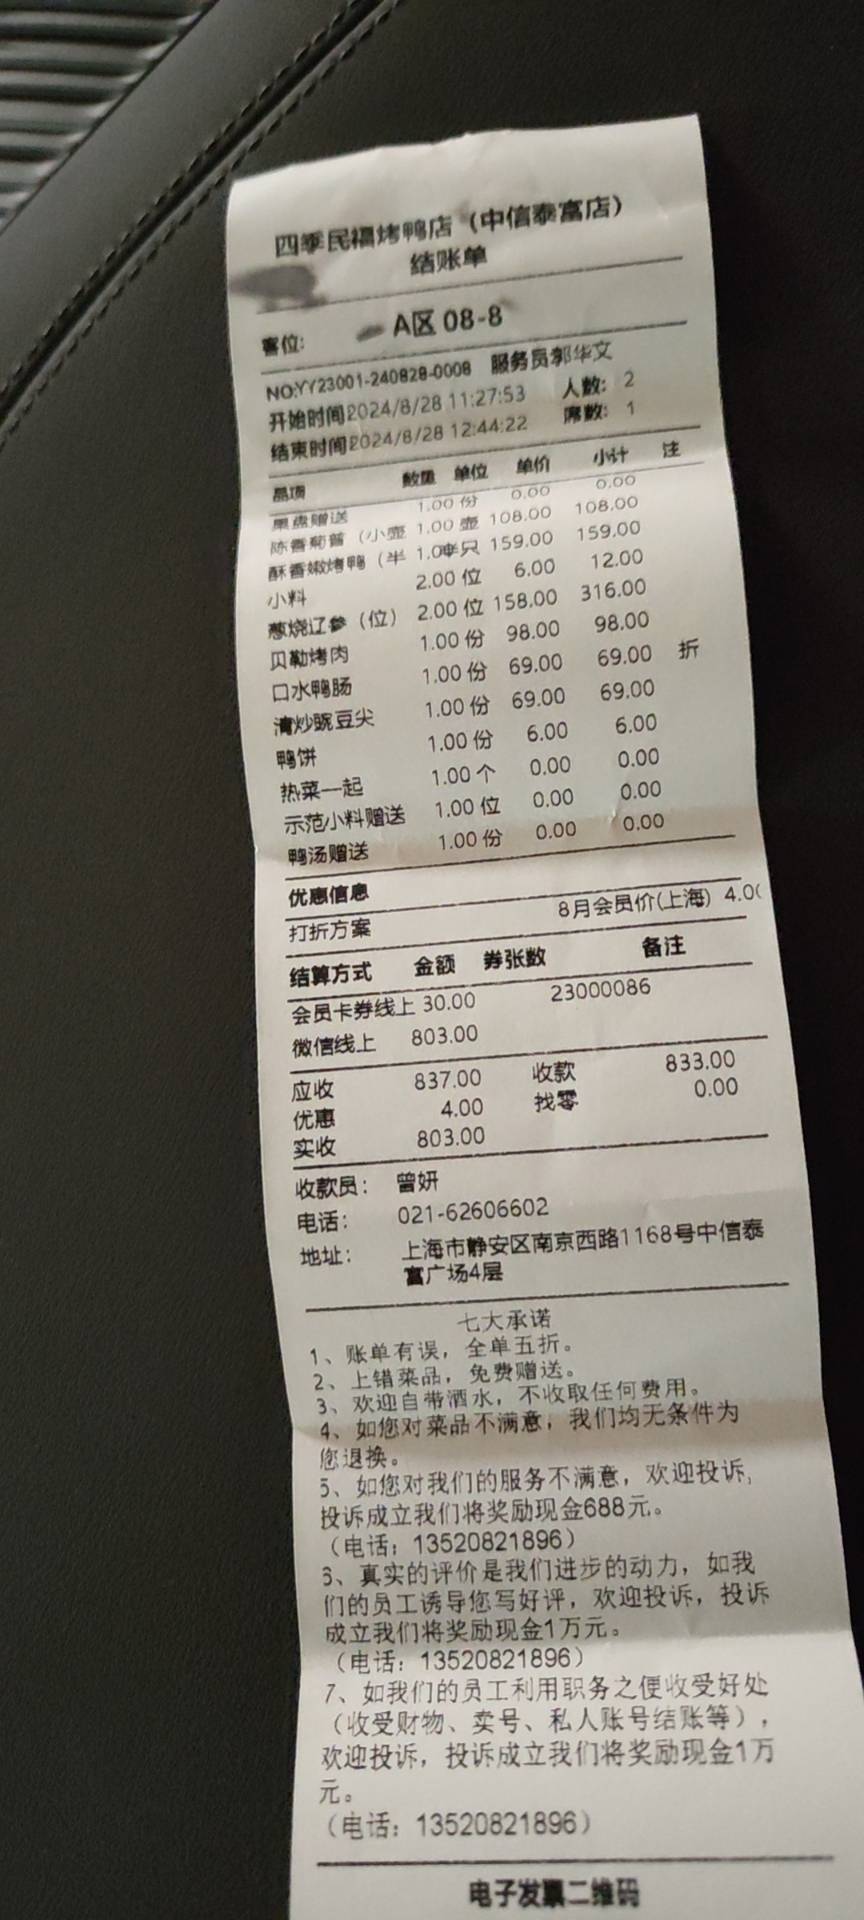 四季民福烤鸭店（中信泰富店）
结账单
客位: A区 08-8
NO:YY23001-240828-0008 服务员郭华文
开始时间2024/8/28 11:27:53 人数: 2
结束时间2024/8/28 12:44:22 席数: 1
品项 数量 单位 单价 小计 注
果盘赠送 1.00 份 0.00 0.00
陈香菊普（小壶 1.00 壶 108.00 108.00
酥香嫩烤鸭（半 1.0半只 159.00 159.00
小料 2.00 位 6.00 12.00
葱烧辽参（位） 2.00 位 158.00 316.00
贝勒烤肉 1.00 份 98.00 98.00
口水鸭肠 1.00 份 69.00 69.00 折
清炒豌豆尖 1.00 份 69.00 69.00
鸭饼 1.00 份 6.00 6.00
热菜一起 1.00 个 0.00 0.00
示范小料赠送 1.00 位 0.00 0.00
鸭汤赠送 1.00 份 0.00 0.00
优惠信息
打折方案 8月会员价(上海) 4.0
结算方式 金额 券张数 备注
会员卡券线上 30.00 23000086
微信线上 803.00
应收 837.00 收款 833.00
优惠 4.00 找零 0.00
实收 803.00
收款员: 曾妍
电话: 021-62606602
地址: 上海市静安区南京西路1168号中信泰
富广场4层
七大承诺
1、账单有误，全单五折。
2、上错菜品，免费赠送。
3、欢迎自带酒水，不收取任何费用。
4、如您对菜品不满意，我们均无条件为
您退换。
5、如您对我们的服务不满意，欢迎投诉，
投诉成立我们将奖励现金688元。
（电话：13520821896）
6、真实的评价是我们进步的动力，如我
们的员工诱导您写好评，欢迎投诉，投诉
成立我们将奖励现金1万元。
（电话：13520821896）
7、如我们的员工利用职务之便收受好处
（收受财物、卖号、私人账号结账等），
欢迎投诉，投诉成立我们将奖励现金1万
元。
（电话：13520821896）
电子发票二维码